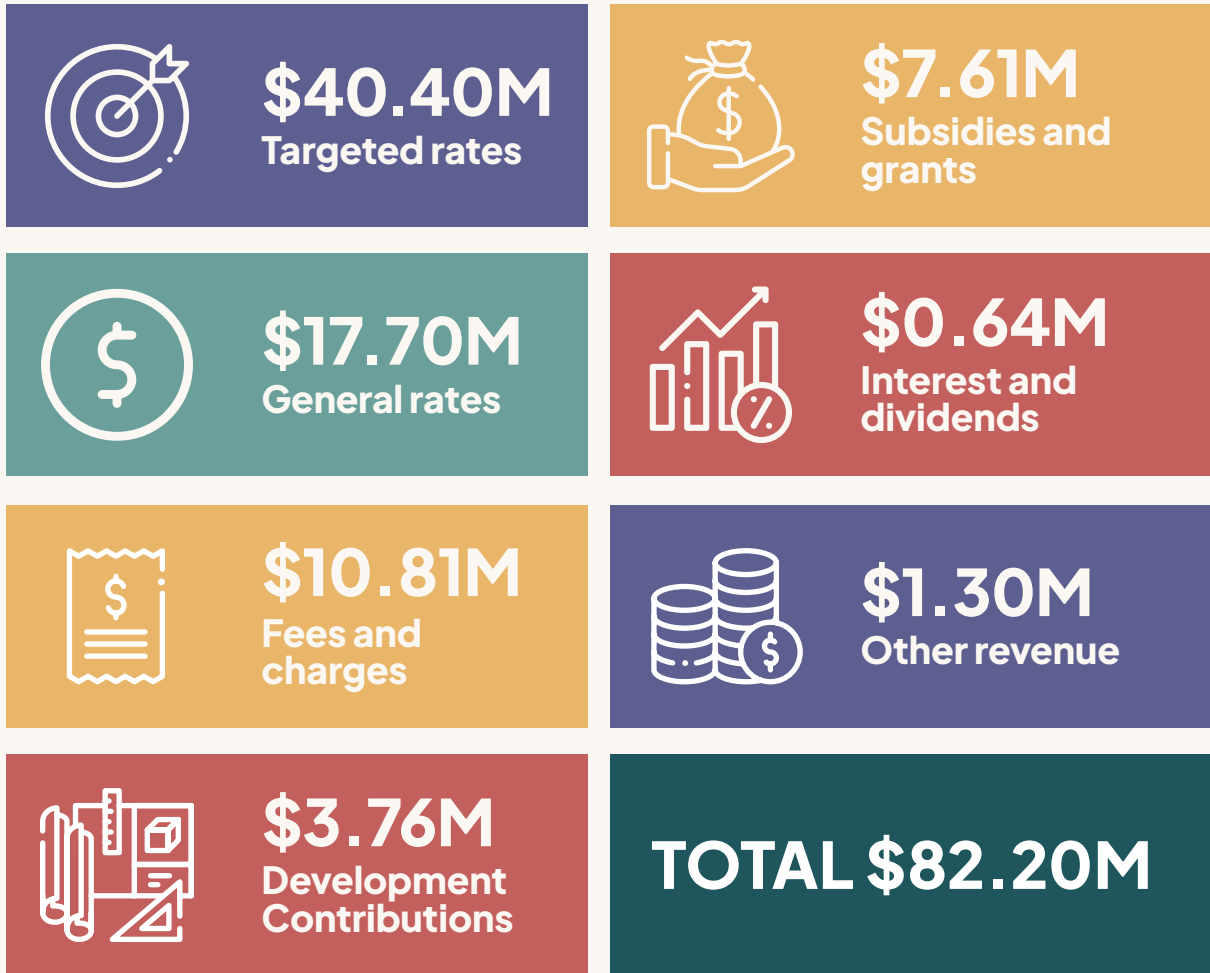 $40.40M
Targeted rates
$7.61M
Subsidies and
grants
$17.70M
General rates
$0.64M
Interest and
dividends
$10.81M
Fees and
charges
$1.30M
Other revenue
$3.76M
Development
Contributions
TOTAL $82.20M